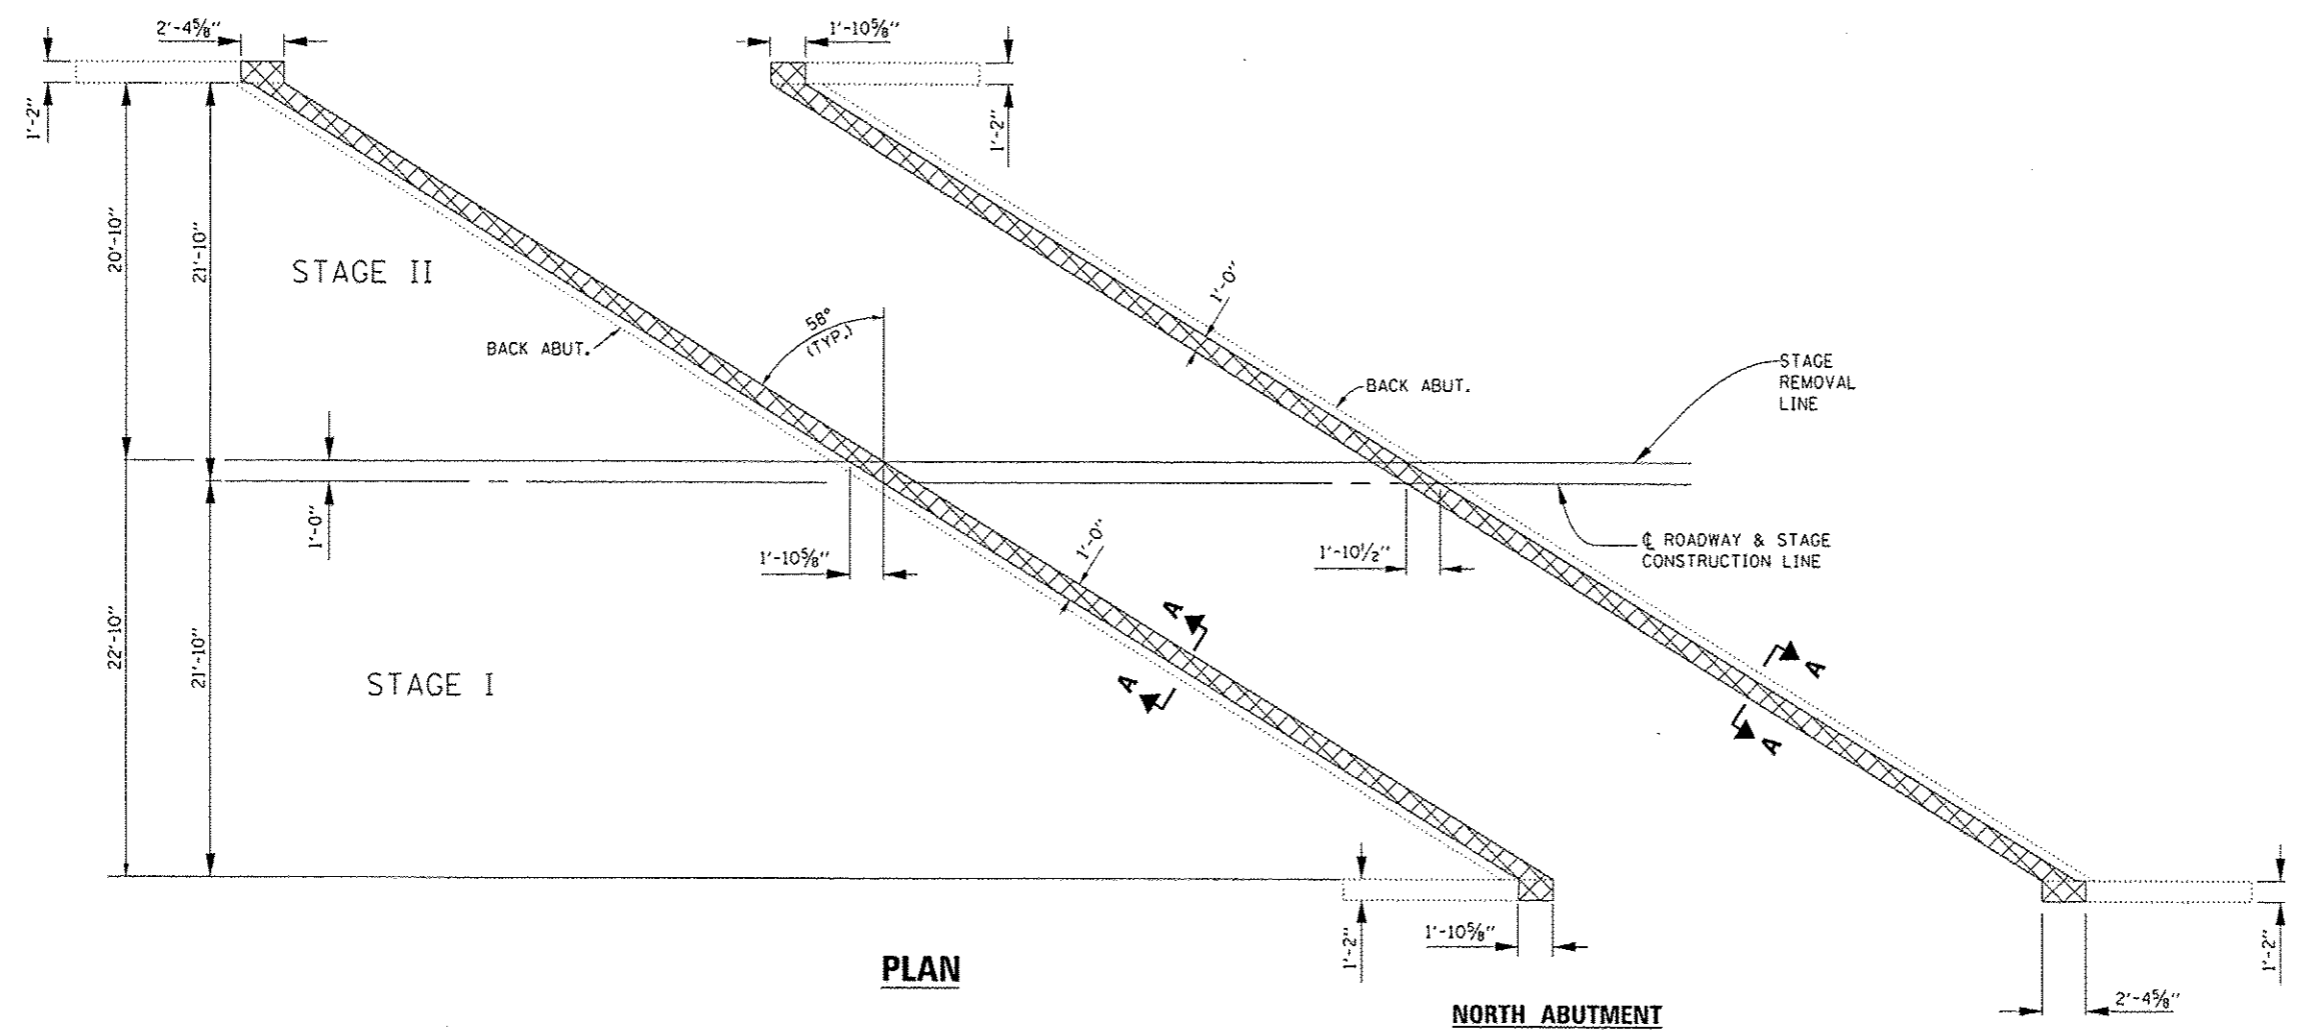 2'-4⅝"
1'-10⅝"
1'-2"
1'-2"
20'-10"
21'-10"
STAGE II
1'-0"
58°
(TYP.)
BACK ABUT.
BACK ABUT.
STAGE
REMOVAL
LINE
1'-0"
1'-10⅝"
1'-0"
1'-10½"
℄ ROADWAY & STAGE
CONSTRUCTION LINE
22'-10"
21'-10"
STAGE I
A
A
A
A
1'-2"
1'-10⅝"
1'-2"
2'-4⅝"
PLAN
NORTH ABUTMENT